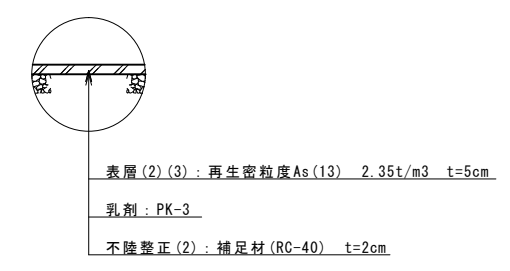 表層(2)(3)：再生密粒度As(13)　2.35t/m3　t=5cm
乳剤：PK-3
不陸整正(2)：補足材(RC-40)　t=2cm